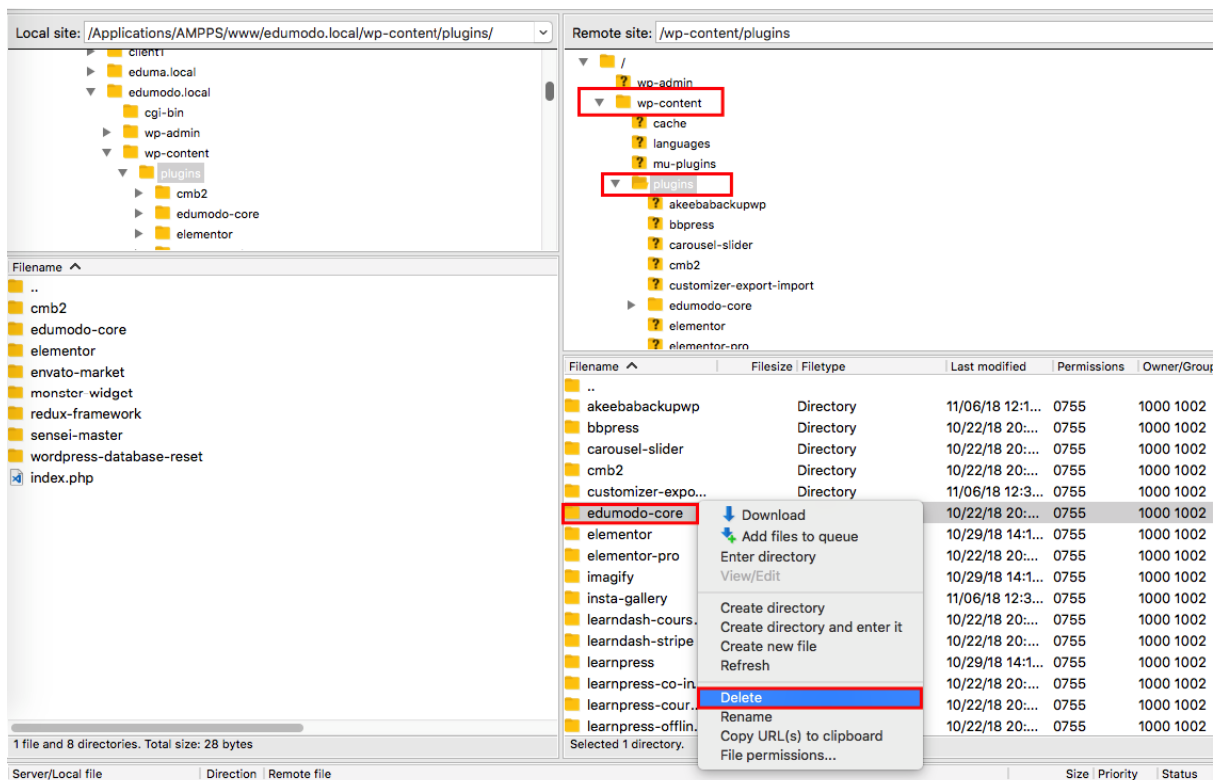 Local site: /Applications/AMPPS/www/edumodo.local/wp-content/plugins/
client1
eduma.local
edumodo.local
cgi-bin
wp-admin
wp-content
plugins
cmb2
edumodo-core
elementor
Filename
..
cmb2
edumodo-core
elementor
envato-market
monster-widget
redux-framework
sensei-master
wordpress-database-reset
index.php
1 file and 8 directories. Total size: 28 bytes
Remote site: /wp-content/plugins
/
wp-admin
wp-content
cache
languages
mu-plugins
plugins
akeebabackupwp
bbpress
carousel-slider
cmb2
customizer-export-import
edumodo-core
elementor
elementor-pro
Filename Filesize Filetype Last modified Permissions Owner/Group
..
akeebabackupwp Directory 11/06/18 12:1... 0755 1000 1002
bbpress Directory 10/22/18 20:... 0755 1000 1002
carousel-slider Directory 10/22/18 20:... 0755 1000 1002
cmb2 Directory 10/22/18 20:... 0755 1000 1002
customizer-expo... Directory 11/06/18 12:3... 0755 1000 1002
edumodo-core 10/22/18 20:... 0755 1000 1002
elementor 10/29/18 14:1... 0755 1000 1002
elementor-pro 10/22/18 20:... 0755 1000 1002
imagify 10/29/18 14:1... 0755 1000 1002
insta-gallery 11/06/18 12:3... 0755 1000 1002
learndash-cours. 10/22/18 20:... 0755 1000 1002
learndash-stripe 10/22/18 20:... 0755 1000 1002
learnpress 10/29/18 14:1... 0755 1000 1002
learnpress-co-in. 10/22/18 20:... 0755 1000 1002
learnpress-cour.. 10/22/18 20:... 0755 1000 1002
learnpress-offlin. 10/22/18 20:... 0755 1000 1002
Download
Add files to queue
Enter directory
View/Edit
Create directory
Create directory and enter it
Create new file
Refresh
Delete
Rename
Copy URL(s) to clipboard
File permissions...
Selected 1 directory.
Server/Local file Direction Remote file Size Priority Status